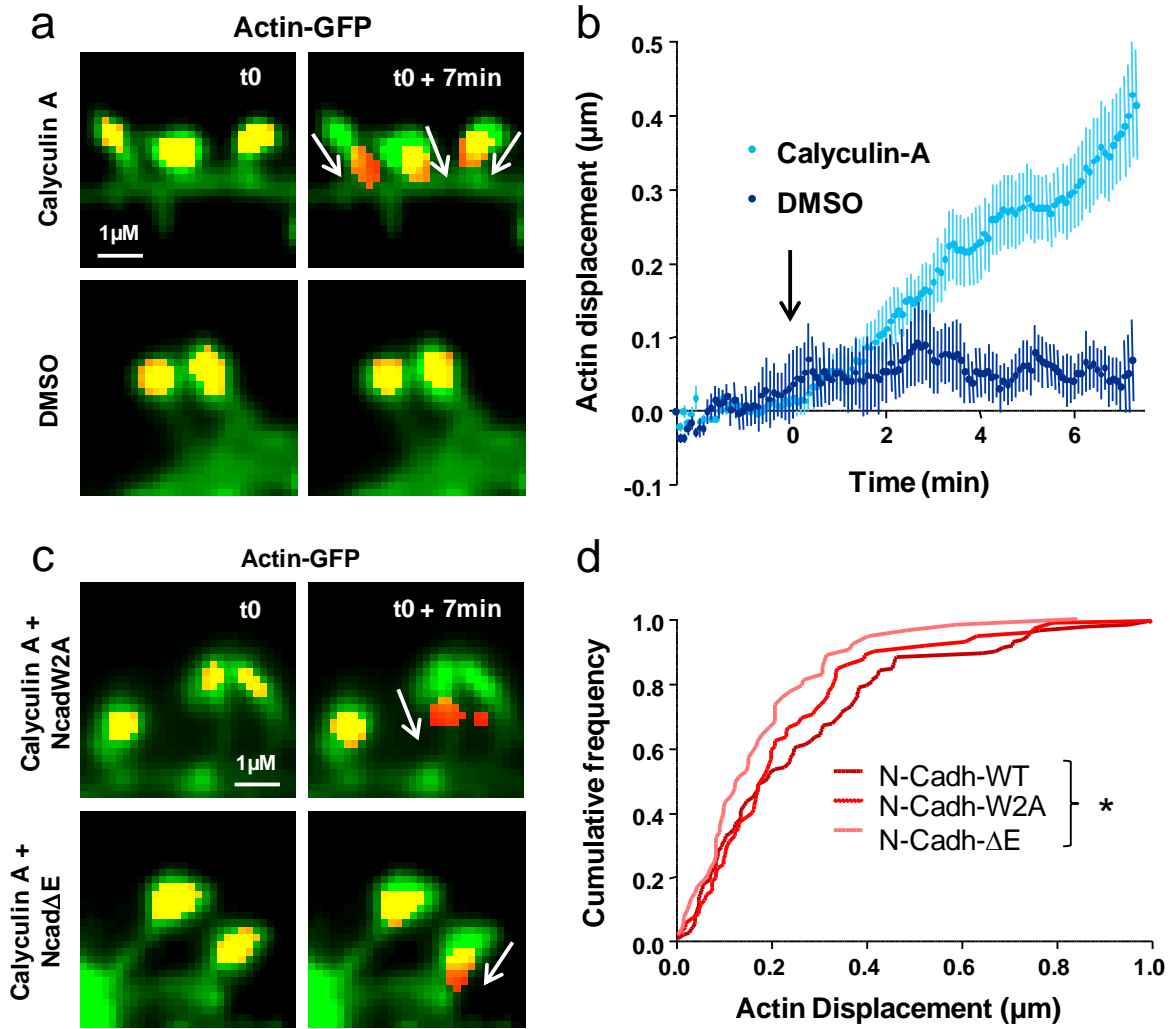 a
Actin-GFP
t0
t0 + 7min
Calyculin A
1µM
DMSO
b
Actin displacement (µm)
0.5
0.4
0.3
0.2
0.1
0.0
-0.1
Calyculin-A
DMSO
0
2
4
6
Time (min)
c
Actin-GFP
t0
t0 + 7min
Calyculin A +
NcadW2A
1µM
Calyculin A +
Ncad∆E
d
Cumulative frequency
1.0
0.8
0.6
0.4
0.2
0.0
N-Cadh-WT
N-Cadh-W2A
N-Cadh-∆E
*
0.0
0.2
0.4
0.6
0.8
1.0
Actin Displacement (µm)